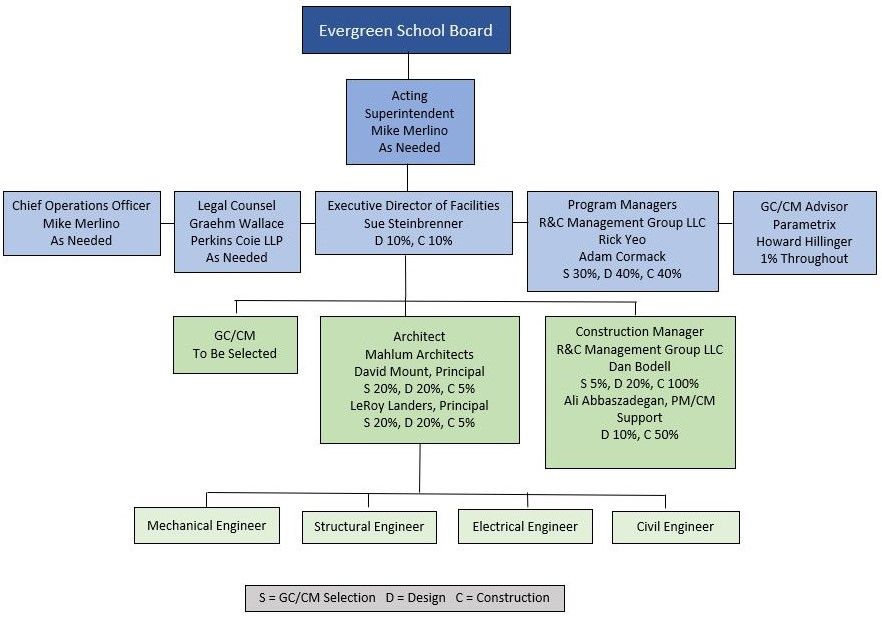 Evergreen School Board
Acting
Superintendent
Mike Merlino
As Needed
Chief Operations Officer
Mike Merlino
As Needed
Legal Counsel
Graehm Wallace
Perkins Coie LLP
As Needed
Executive Director of Facilities
Sue Steinbrenner
D 10%, C 10%
Program Managers
R&C Management Group LLC
Rick Yeo
Adam Cormack
S 30%, D 40%, C 40%
GC/CM Advisor
Parametrix
Howard Hillinger
1% Throughout
GC/CM
To Be Selected
Architect
Mahlum Architects
David Mount, Principal
S 20%, D 20%, C 5%
LeRoy Landers, Principal
S 20%, D 20%, C 5%
Construction Manager
R&C Management Group LLC
Dan Bodell
S 5%, D 20%, C 100%
Ali Abbaszadegan, PM/CM
Support
D 10%, C 50%
Mechanical Engineer
Structural Engineer
Electrical Engineer
Civil Engineer
S = GC/CM Selection D = Design C = Construction